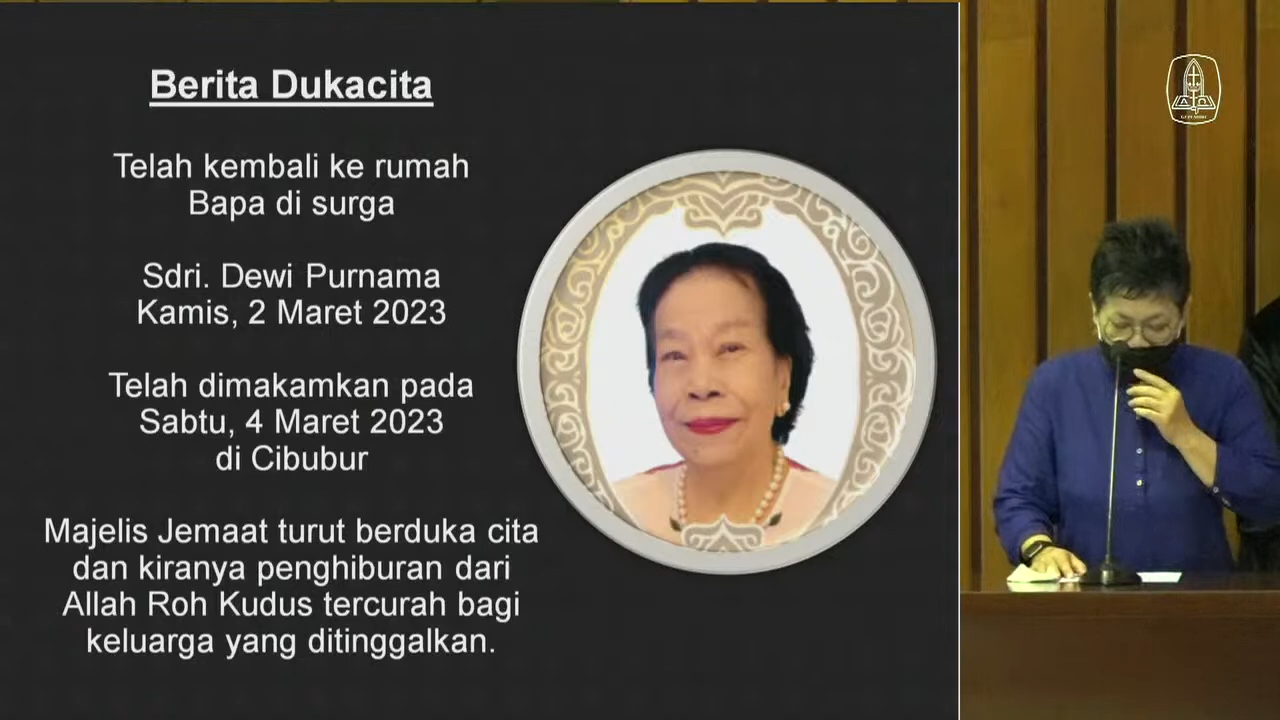 Berita Dukacita
Telah kembali ke rumah
Bapa di surga
Sdri. Dewi Purnama
Kamis, 2 Maret 2023
Telah dimakamkan pada
Sabtu, 4 Maret 2023
di Cibubur
Majelis Jemaat turut berduka cita
dan kiranya penghiburan dari
Allah Roh Kudus tercurah bagi
keluarga yang ditinggalkan.